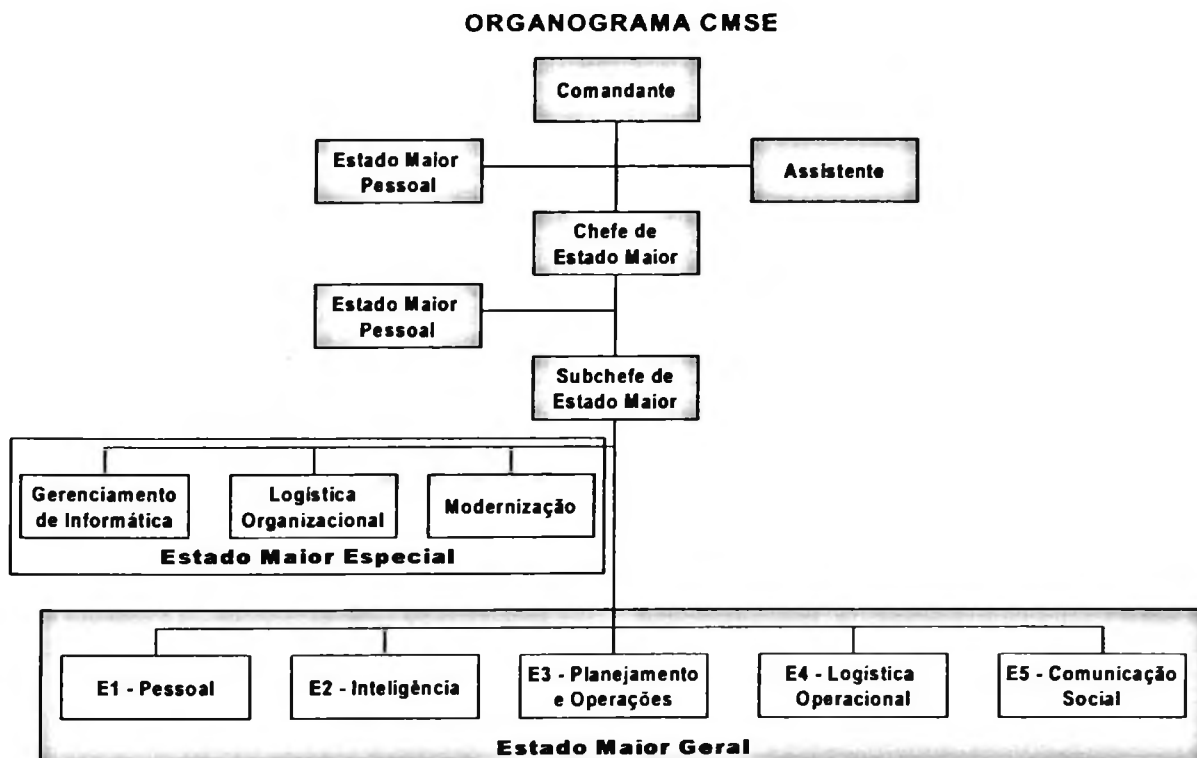 ORGANOGRAMA CMSE
Comandante
Estado Maior
Pessoal
Assistente
Chefe de
Estado Maior
Estado Maior
Pessoal
Subchefe de
Estado Maior
Gerenciamento
de Informática
Logística
Organizacional
Modernização
Estado Maior Especial
E1 - Pessoal
E2 - Inteligência
E3 - Planejamento
e Operações
E4 - Logística
Operacional
E5 - Comunicação
Social
Estado Maior Geral